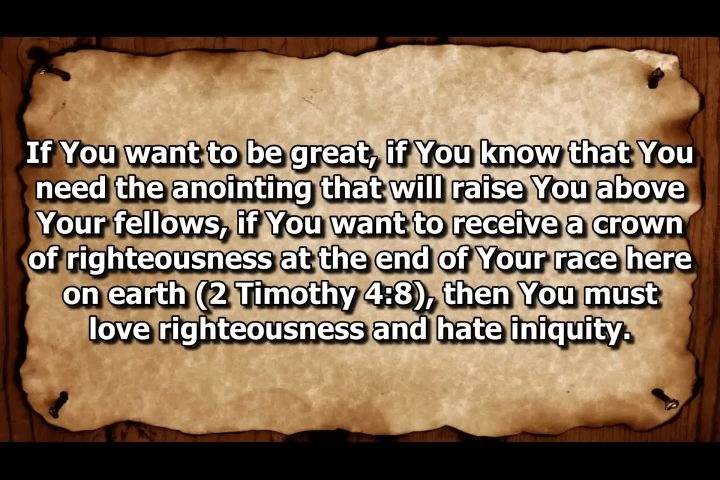 If You want to be great, if You know that You
need the anointing that will raise You above
Your fellows, if You want to receive a crown
of righteousness at the end of Your race here
on earth (2 Timothy 4:8), then You must
love righteousness and hate iniquity.